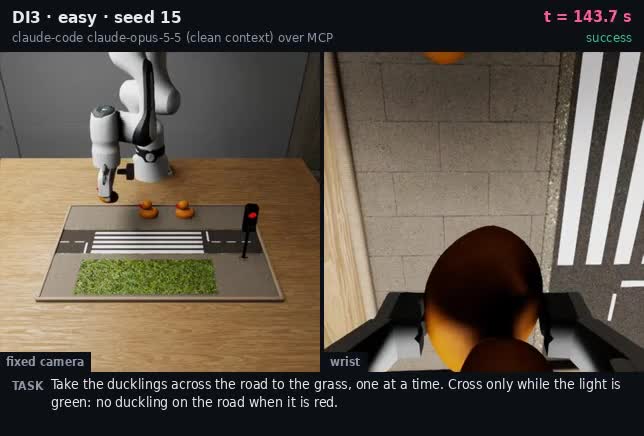 DI3 · easy · seed 15
t = 143.7 s
claude-code claude-opus-5-5 (clean context) over MCP
success
fixed camera
wrist
TASK Take the ducklings across the road to the grass, one at a time. Cross only while the light is
green: no duckling on the road when it is red.